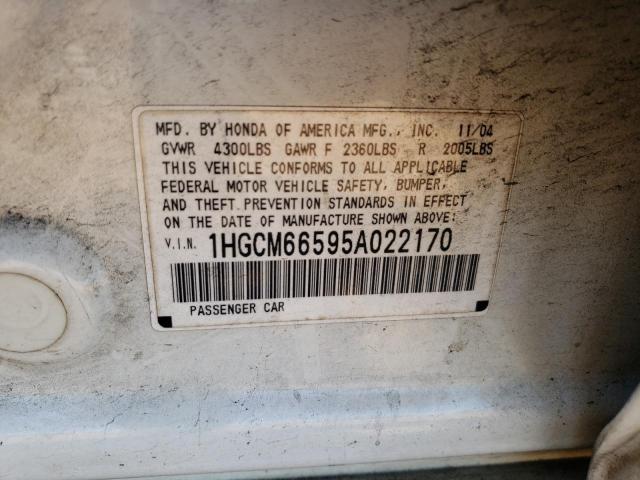 MFD. BY HONDA OF AMERICA MFG., INC. 11/04
GVWR 4300LBS GAWR F 2360LBS R 2005LBS
THIS VEHICLE CONFORMS TO ALL APPLICABLE
FEDERAL MOTOR VEHICLE SAFETY, BUMPER,
AND THEFT PREVENTION STANDARDS IN EFFECT
ON THE DATE OF MANUFACTURE SHOWN ABOVE:
V.I.N. 1HGCM66595A022170
PASSENGER CAR